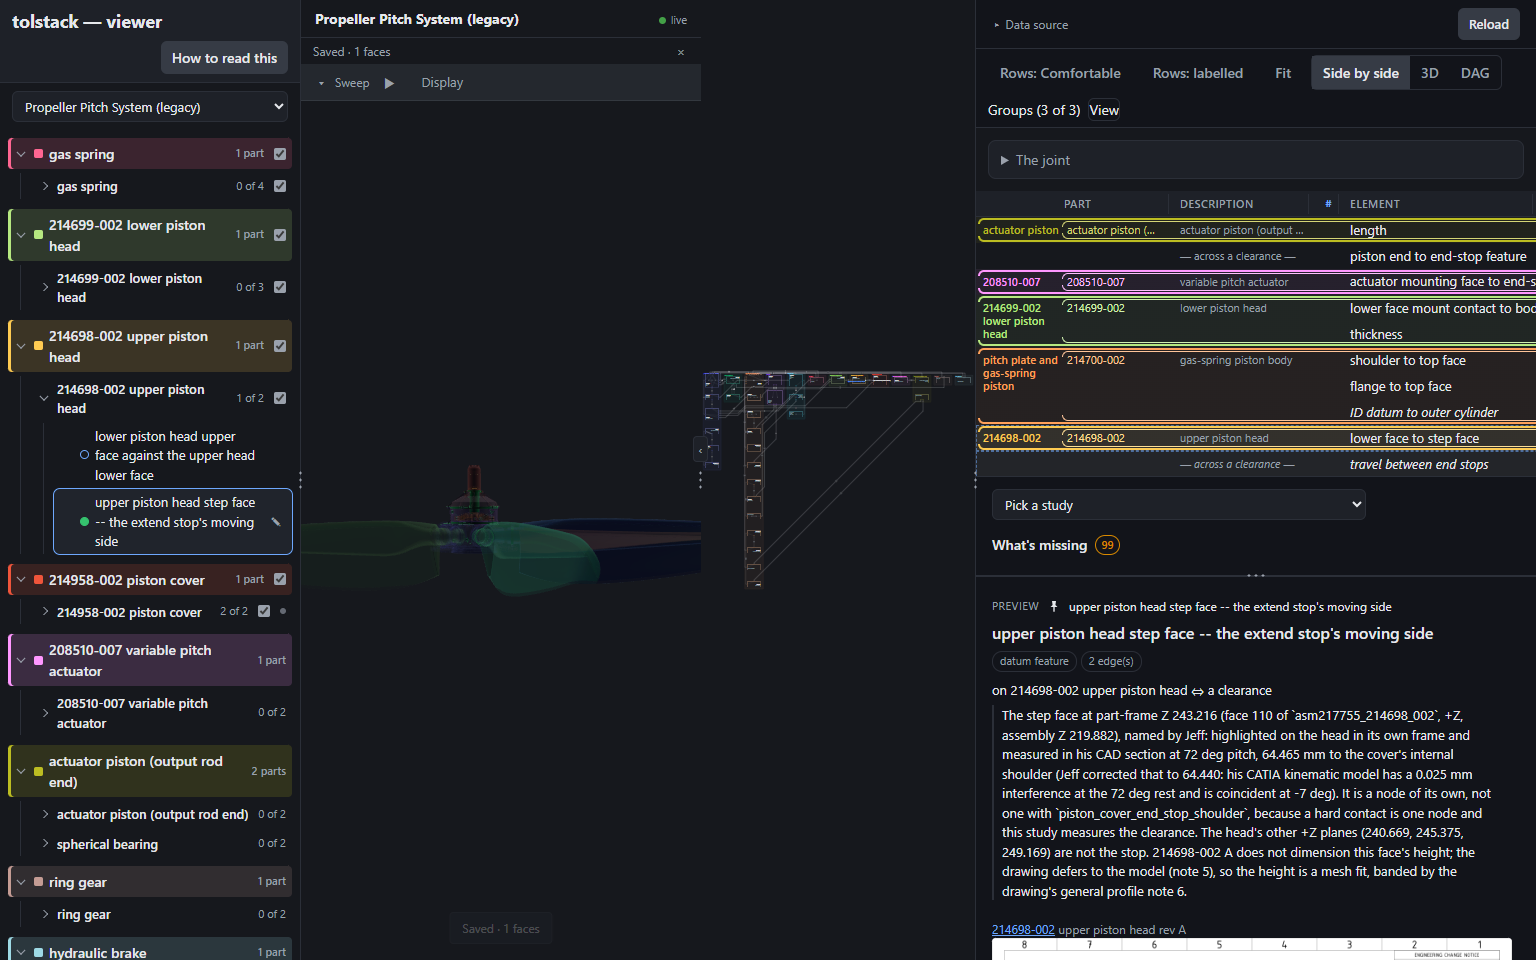 tolstack — viewer
How to read this
Propeller Pitch System (legacy)
gas spring 1 part
gas spring 0 of 4
214699-002 lower piston
head
1 part
214699-002 lower piston
head
0 of 3
214698-002 upper piston
head
1 part
214698-002 upper piston
head
1 of 2
lower piston head upper
face against the upper head
lower face
upper piston head step face
-- the extend stop's moving
side
214958-002 piston cover 1 part
214958-002 piston cover 2 of 2
208510-007 variable pitch
actuator
1 part
208510-007 variable pitch
actuator
0 of 2
actuator piston (output rod
end)
2 parts
actuator piston (output rod end) 0 of 2
spherical bearing 0 of 2
ring gear 1 part
ring gear 0 of 2
hydraulic brake 1 part
Propeller Pitch System (legacy) live
Saved · 1 faces ×
Sweep Display
Saved · 1 faces
Data source Reload
Rows: Comfortable Rows: labelled Fit Side by side 3D DAG
Groups (3 of 3) View
The joint
PART DESCRIPTION # ELEMENT
actuator piston actuator piston (... actuator piston (output ... length
— across a clearance — piston end to end-stop feature
208510-007 208510-007 variable pitch actuator actuator mounting face to end-s
214699-002
lower piston
head
214699-002 lower piston head lower face mount contact to boo
thickness
pitch plate and
gas-spring
piston
214700-002 gas-spring piston body shoulder to top face
flange to top face
ID datum to outer cylinder
214698-002 214698-002 upper piston head lower face to step face
— across a clearance — travel between end stops
Pick a study
What's missing 99
PREVIEW upper piston head step face -- the extend stop's moving side
upper piston head step face -- the extend stop's moving side
datum feature 2 edge(s)
on 214698-002 upper piston head ⇔ a clearance
The step face at part-frame Z 243.216 (face 110 of `asm217755_214698_002`, +Z,
assembly Z 219.882), named by Jeff: highlighted on the head in its own frame and
measured in his CAD section at 72 deg pitch, 64.465 mm to the cover's internal
shoulder (Jeff corrected that to 64.440: his CATIA kinematic model has a 0.025 mm
interference at the 72 deg rest and is coincident at -7 deg). It is a node of its own, not
one with `piston_cover_end_stop_shoulder`, because a hard contact is one node and
this study measures the clearance. The head's other +Z planes (240.669, 245.375,
249.169) are not the stop. 214698-002 A does not dimension this face's height; the
drawing defers to the model (note 5), so the height is a mesh fit, banded by the
drawing's general profile note 6.
214698-002 upper piston head rev A
8 7 6 5 4 3 2 1
ENGINEERING CHANGE NOTICE